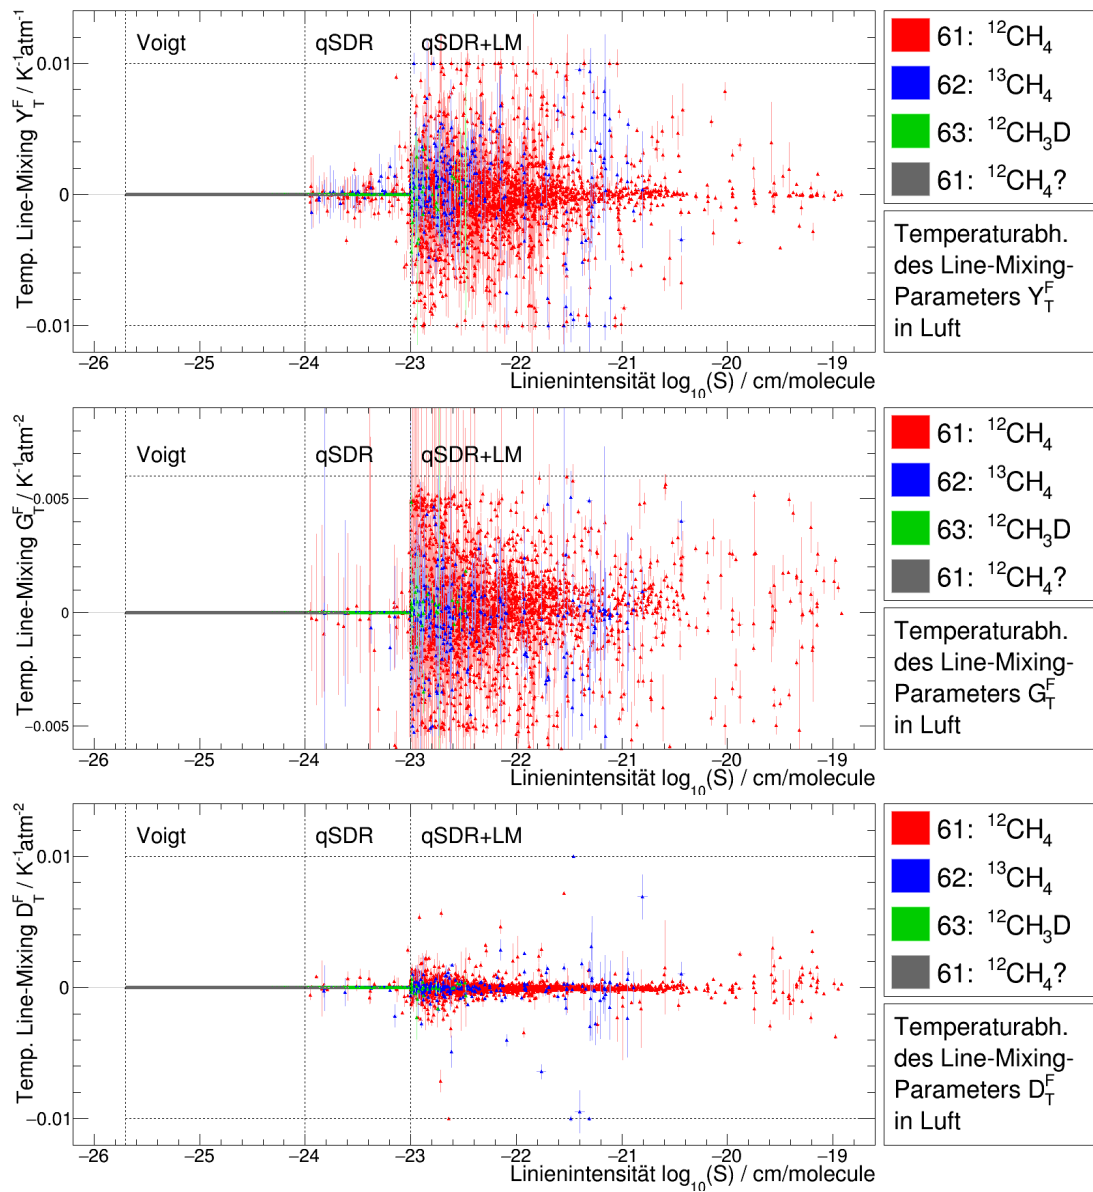 Temp. Line-Mixing Y_T^F / K⁻¹atm⁻¹
Voigt
qSDR
qSDR+LM
0.01
0
−0.01
−26 −25 −24 −23 −22 −21 −20 −19
Linienintensität log₁₀(S) / cm/molecule
61: ¹²CH₄
62: ¹³CH₄
63: ¹²CH₃D
61: ¹²CH₄?
Temperaturabh.
des Line-Mixing-
Parameters Y_T^F
in Luft
Temp. Line-Mixing G_T^F / K⁻¹atm⁻²
Voigt
qSDR
qSDR+LM
0.005
0
−0.005
−26 −25 −24 −23 −22 −21 −20 −19
Linienintensität log₁₀(S) / cm/molecule
61: ¹²CH₄
62: ¹³CH₄
63: ¹²CH₃D
61: ¹²CH₄?
Temperaturabh.
des Line-Mixing-
Parameters G_T^F
in Luft
Temp. Line-Mixing D_T^F / K⁻¹atm⁻²
Voigt
qSDR
qSDR+LM
0.01
0
−0.01
−26 −25 −24 −23 −22 −21 −20 −19
Linienintensität log₁₀(S) / cm/molecule
61: ¹²CH₄
62: ¹³CH₄
63: ¹²CH₃D
61: ¹²CH₄?
Temperaturabh.
des Line-Mixing-
Parameters D_T^F
in Luft